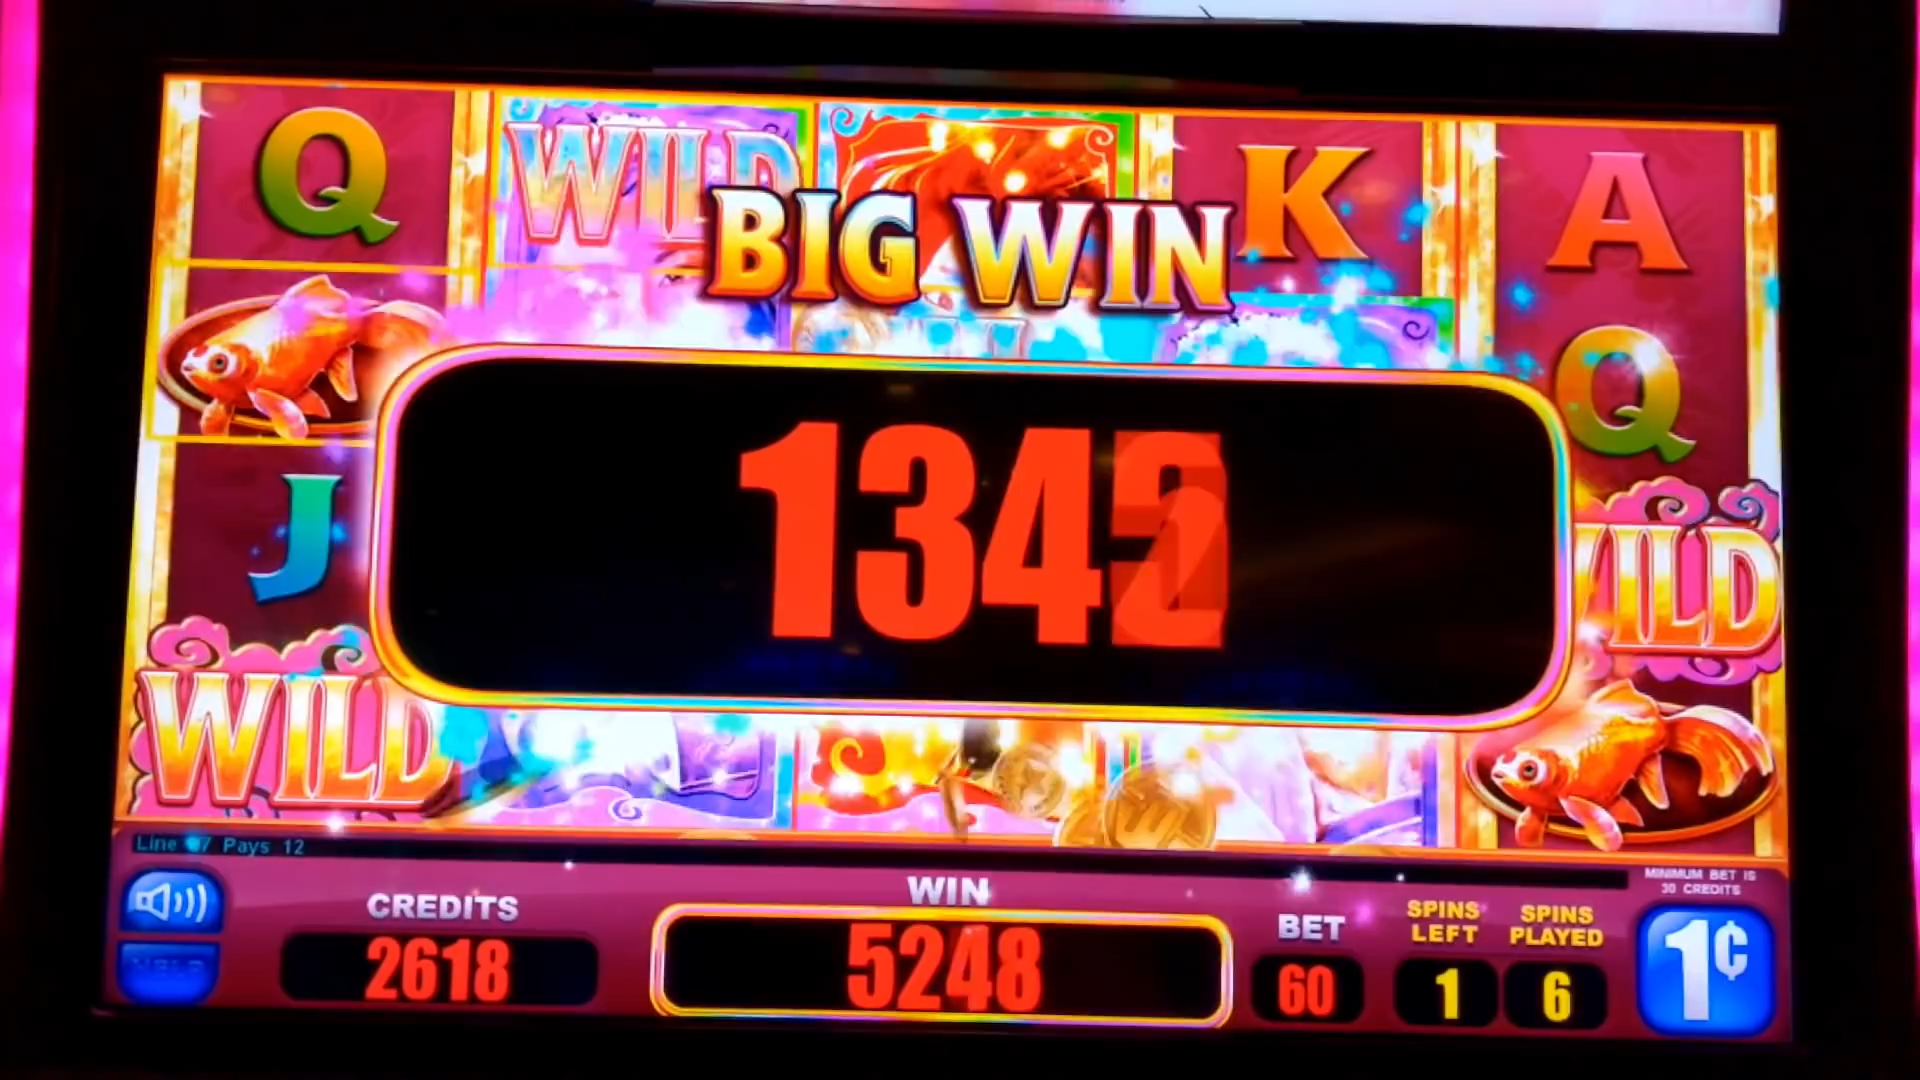 Q
WILD
BIG WIN
K
A
Q
J
WILD
WILD
Pays 12
CREDITS
2618
WIN
5248
BET
60
SPINS LEFT
1
SPINS PLAYED
6
MINIMUM BET IS
30 CREDITS
1¢